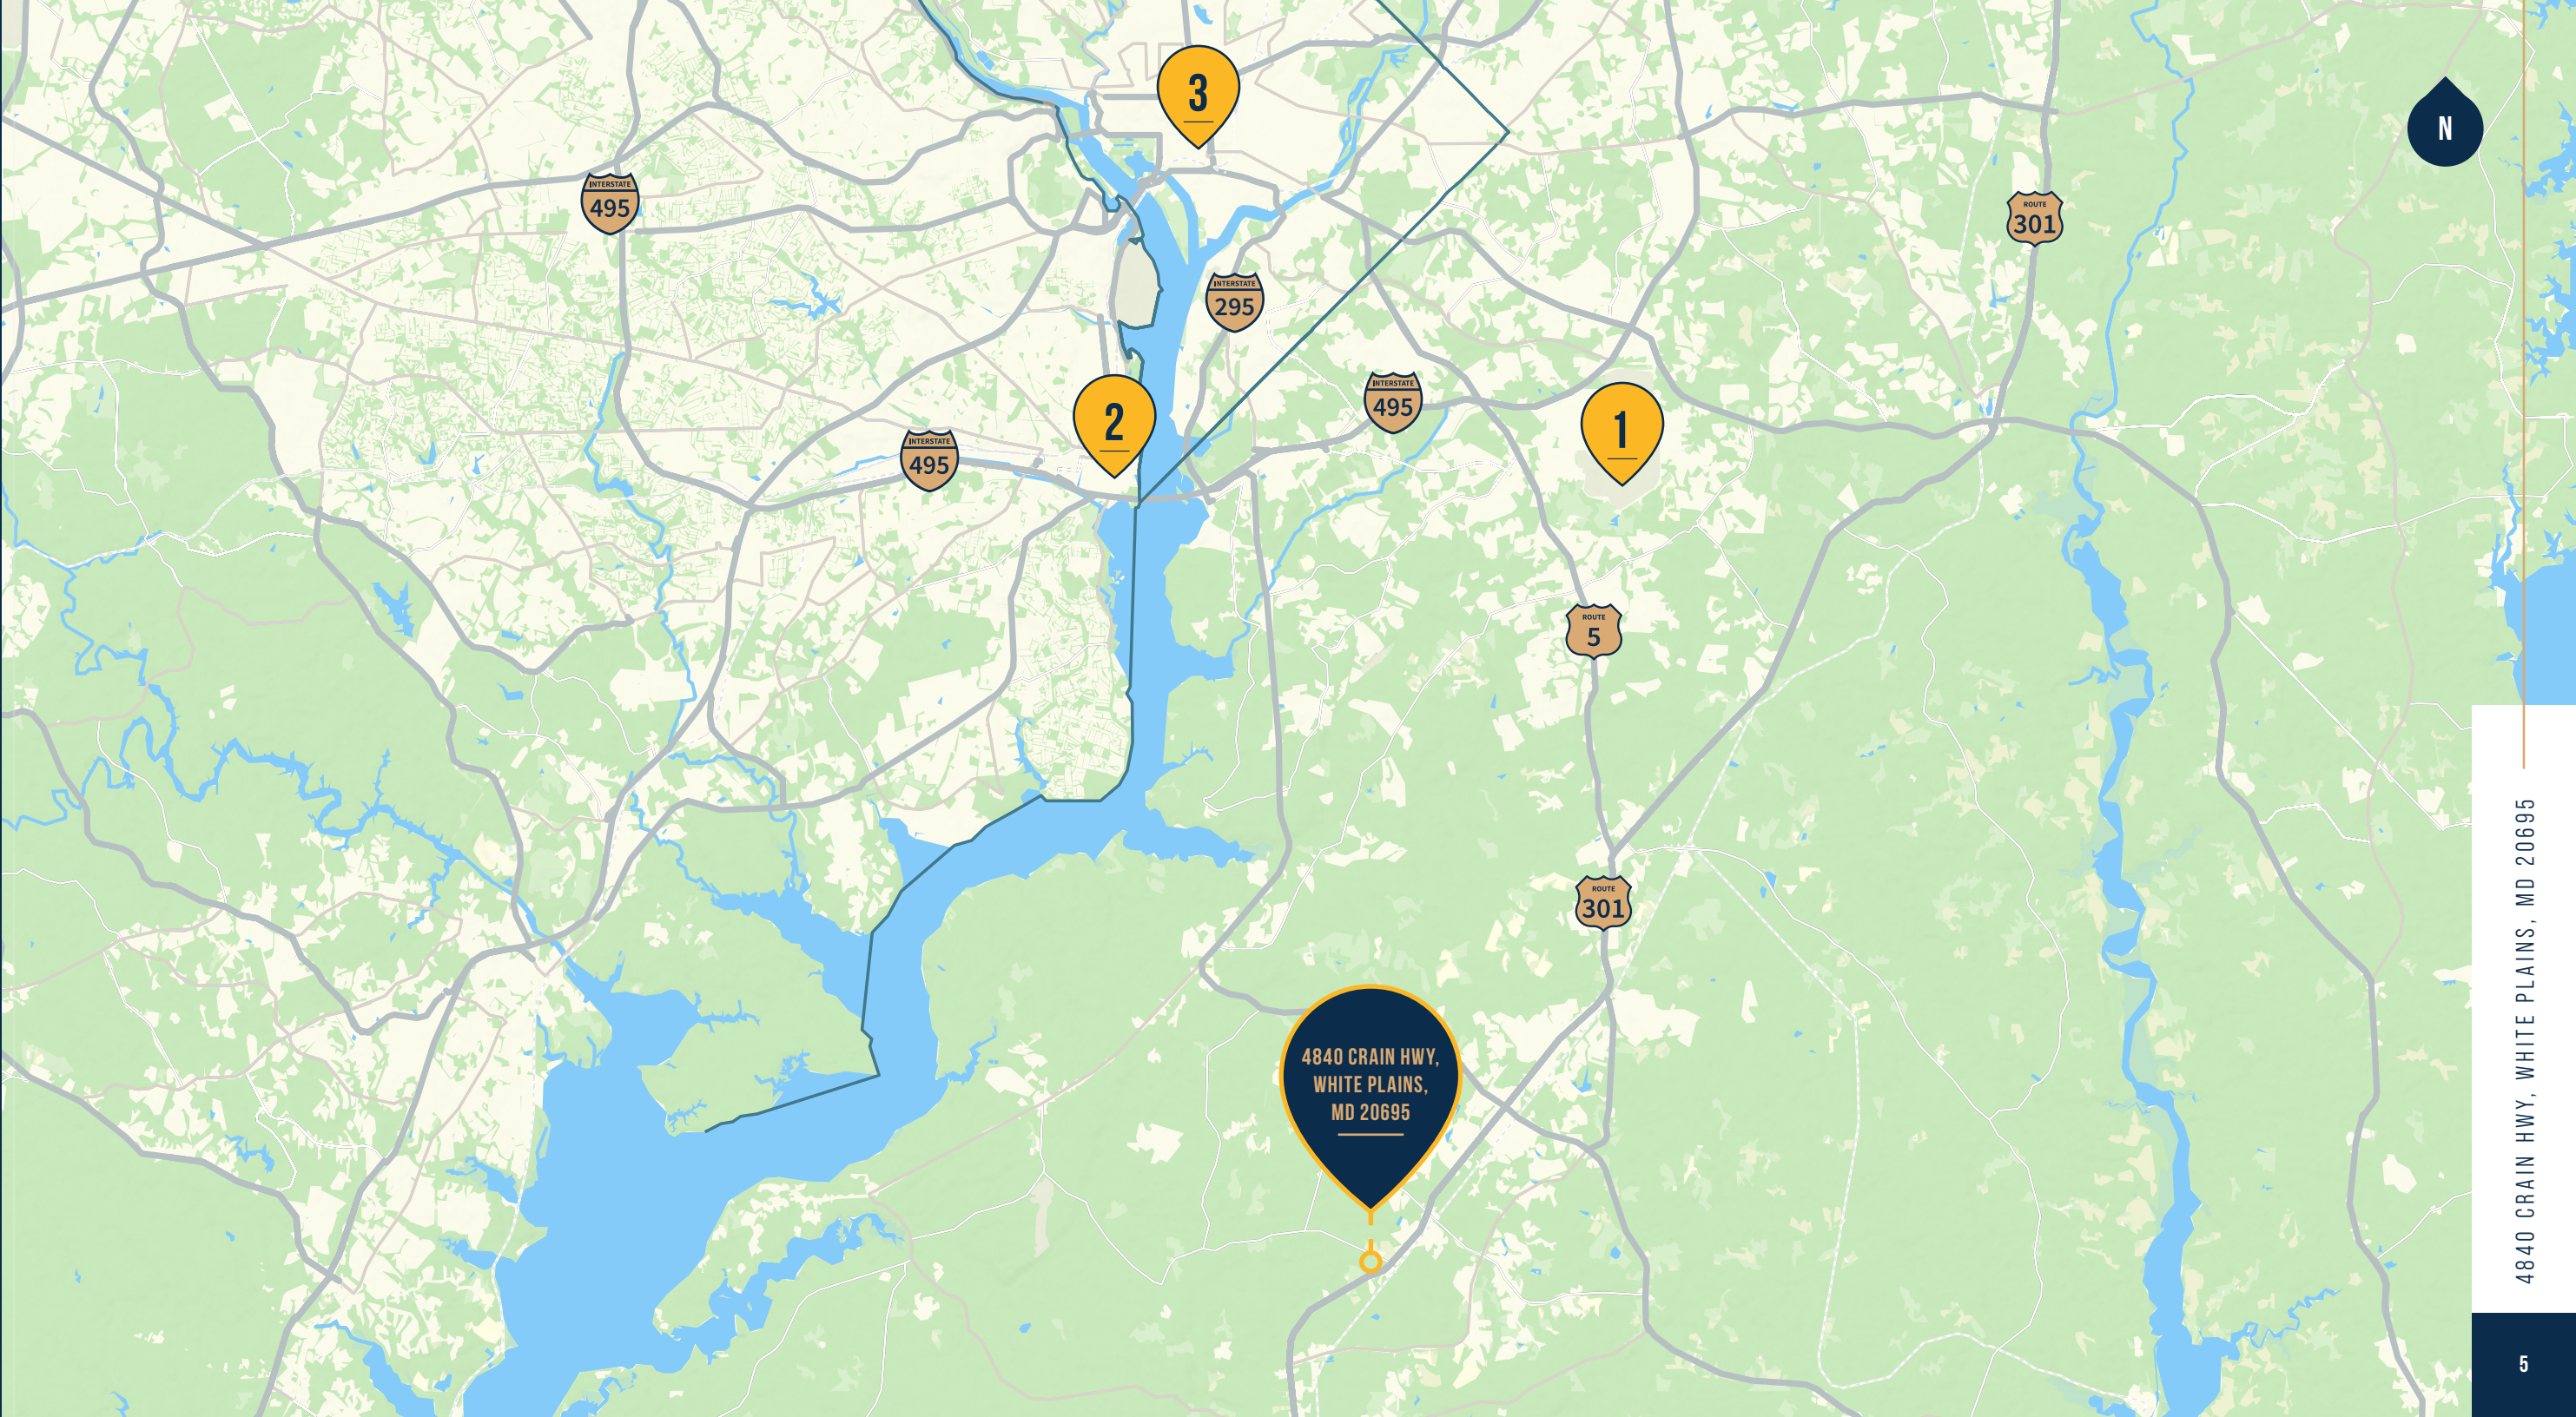 3
N
INTERSTATE
495
ROUTE
301
INTERSTATE
295
INTERSTATE
495
1
2
INTERSTATE
495
ROUTE
5
ROUTE
301
4840 CRAIN HWY,
WHITE PLAINS,
MD 20695
4840 CRAIN HWY, WHITE PLAINS, MD 20695
5